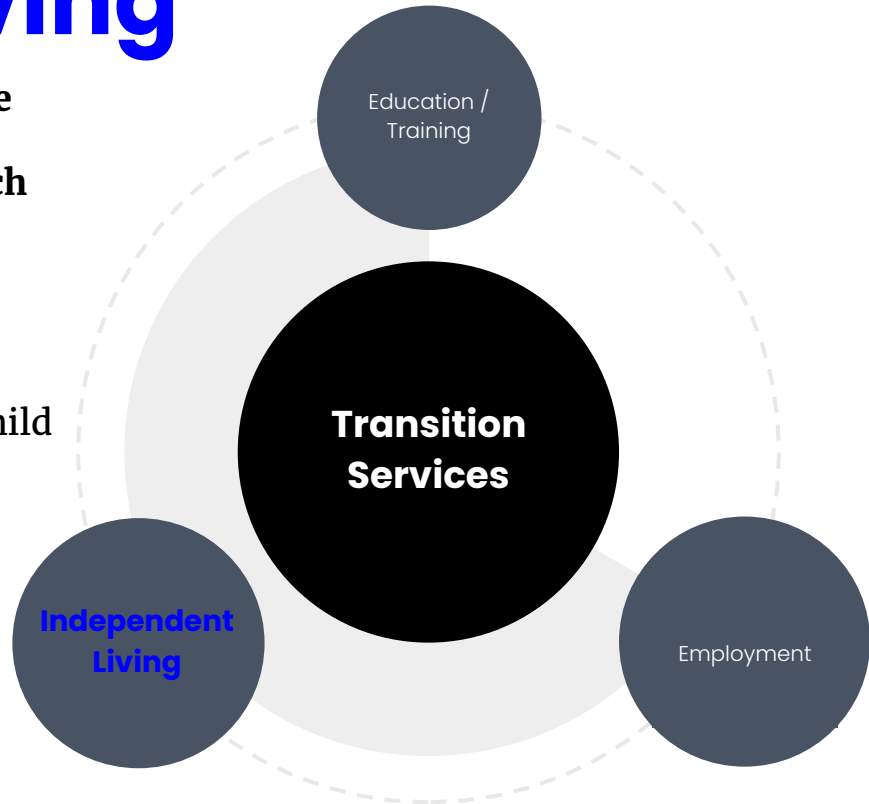 ving
e
ch
hild
Education /
Training
Transition
Services
Independent
Living
Employment